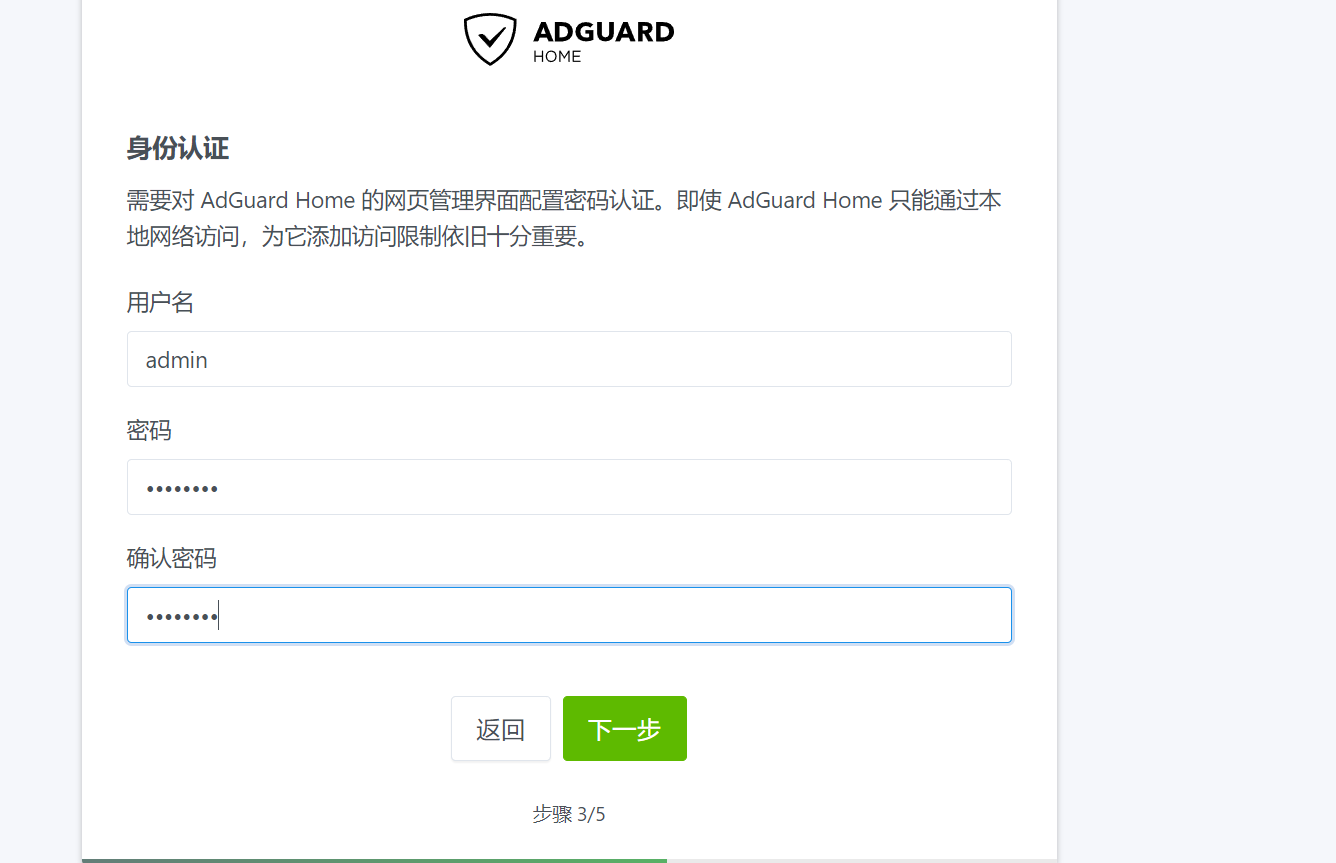 ADGUARD
HOME
身份认证
需要对 AdGuard Home 的网页管理界面配置密码认证。即使 AdGuard Home 只能通过本
地网络访问，为它添加访问限制依旧十分重要。
用户名
admin
密码
••••••••
确认密码
••••••••
返回
下一步
步骤 3/5